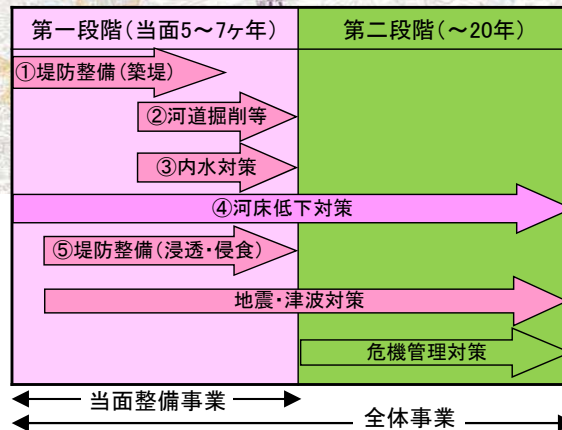 第一段階(当面5～7ヶ年)
第二段階(～20年)
①堤防整備(築堤)
②河道掘削等
③内水対策
④河床低下対策
⑤堤防整備(浸透・侵食)
地震・津波対策
危機管理対策
当面整備事業
全体事業